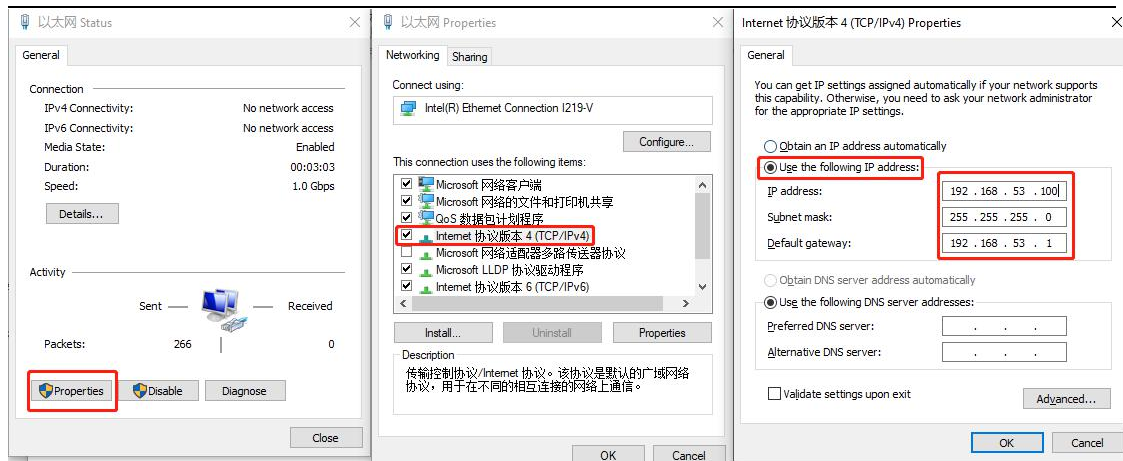 以太网 Status
General
Connection
IPv4 Connectivity: No network access
IPv6 Connectivity: No network access
Media State: Enabled
Duration: 00:03:03
Speed: 1.0 Gbps
Details...
Activity
Sent Received
Packets: 266 0
Properties Disable Diagnose
Close
以太网 Properties
Networking Sharing
Connect using:
Intel(R) Ethernet Connection I219-V
Configure...
This connection uses the following items:
Microsoft 网络客户端
Microsoft 网络的文件和打印机共享
QoS 数据包计划程序
Internet 协议版本 4 (TCP/IPv4)
Microsoft 网络适配器多路传送器协议
Microsoft LLDP 协议驱动程序
Internet 协议版本 6 (TCP/IPv6)
Install... Uninstall Properties
Description
传输控制协议/Internet 协议。该协议是默认的广域网络
协议，用于在不同的相互连接的网络上通信。
OK Cancel
Internet 协议版本 4 (TCP/IPv4) Properties
General
You can get IP settings assigned automatically if your network supports
this capability. Otherwise, you need to ask your network administrator
for the appropriate IP settings.
Obtain an IP address automatically
Use the following IP address:
IP address: 192 . 168 . 53 . 100
Subnet mask: 255 . 255 . 255 . 0
Default gateway: 192 . 168 . 53 . 1
Obtain DNS server address automatically
Use the following DNS server addresses:
Preferred DNS server: . . .
Alternative DNS server: . . .
Validate settings upon exit
Advanced...
OK Cancel